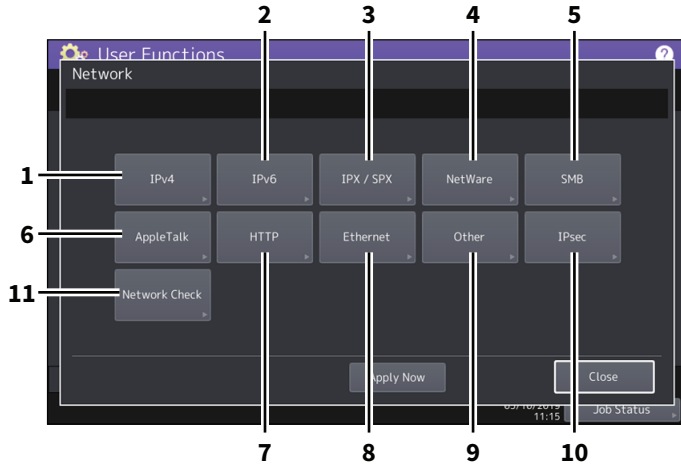 2 3 4 5
User Functions
?
Network
1 IPv4 IPv6 IPX / SPX NetWare SMB
6 AppleTalk HTTP Ethernet Other IPsec
11 Network Check
Apply Now Close
11:15 Job Status
7 8 9 10